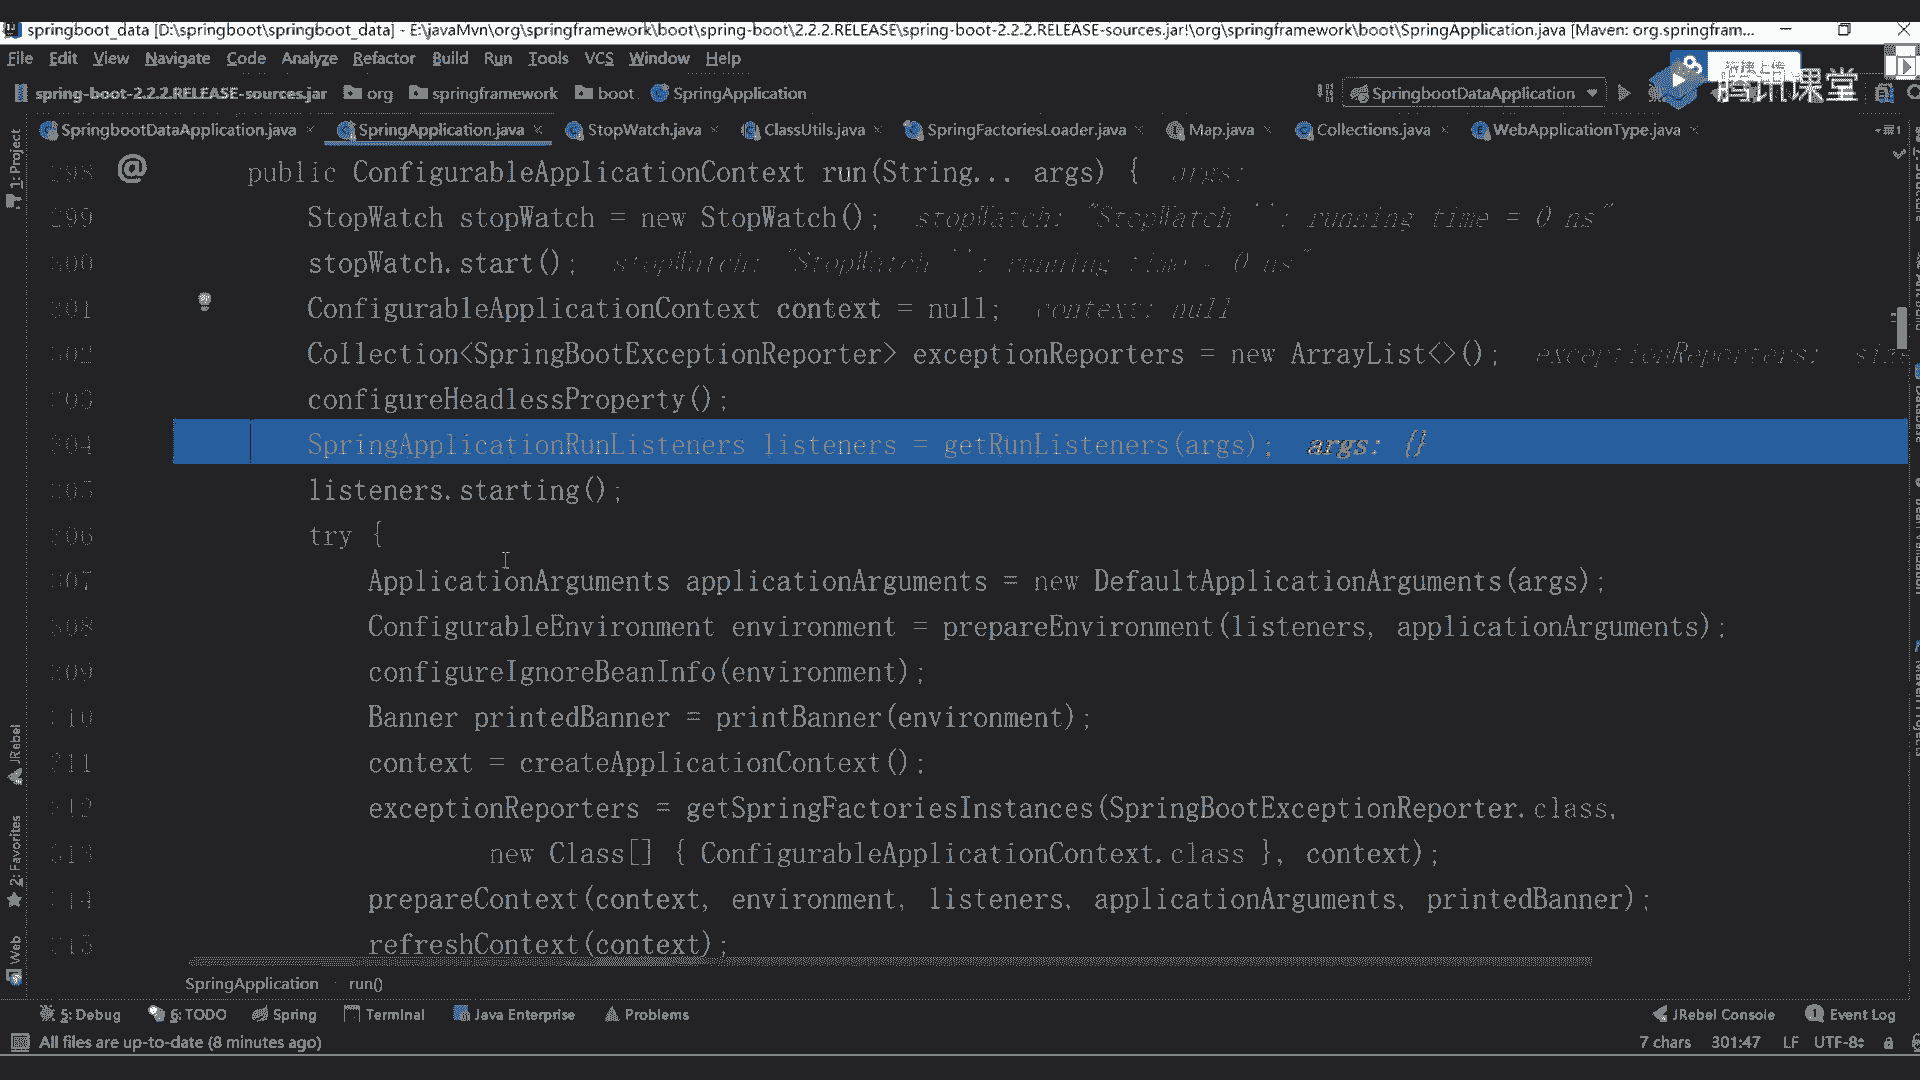 springboot_data [D:\springboot\springboot_data] - E:\javaMvn\org\springframework\boot\spring-boot\2.2.2.RELEASE\spring-boot-2.2.2.RELEASE-sources.jar!\org\springframework\boot\SpringApplication.java [Maven: org.springfram...
File Edit View Navigate Code Analyze Refactor Build Run Tools VCS Window Help
腾讯课堂
spring-boot-2.2.2.RELEASE-sources.jar org springframework boot SpringApplication SpringbootDataApplication
SpringbootDataApplication.java SpringApplication.java StopWatch.java ClassUtils.java SpringFactoriesLoader.java Map.java Collections.java WebApplicationType.java
1: Project
298 @ public ConfigurableApplicationContext run(String... args) { args:
299 StopWatch stopWatch = new StopWatch(); stopWatch: "StopWatch '': running time = 0 ns"
300 stopWatch.start(); stopWatch: "StopWatch '': running time = 0 ns"
301 ConfigurableApplicationContext context = null; context: null
302 Collection<SpringBootExceptionReporter> exceptionReporters = new ArrayList<>(); exceptionReporters:
303 configureHeadlessProperty();
304 SpringApplicationRunListeners listeners = getRunListeners(args); args: {}
305 listeners.starting();
306 try {
307 ApplicationArguments applicationArguments = new DefaultApplicationArguments(args);
308 ConfigurableEnvironment environment = prepareEnvironment(listeners, applicationArguments);
309 configureIgnoreBeanInfo(environment);
310 Banner printedBanner = printBanner(environment);
311 context = createApplicationContext();
312 exceptionReporters = getSpringFactoriesInstances(SpringBootExceptionReporter.class,
313 new Class[] { ConfigurableApplicationContext.class }, context);
314 prepareContext(context, environment, listeners, applicationArguments, printedBanner);
315 refreshContext(context);
JRebel
2: Favorites
Web
SpringApplication run()
5: Debug 6: TODO Spring Terminal Java Enterprise Problems JRebel Console 1 Event Log
All files are up-to-date (8 minutes ago) 7 chars 301:47 LF UTF-8